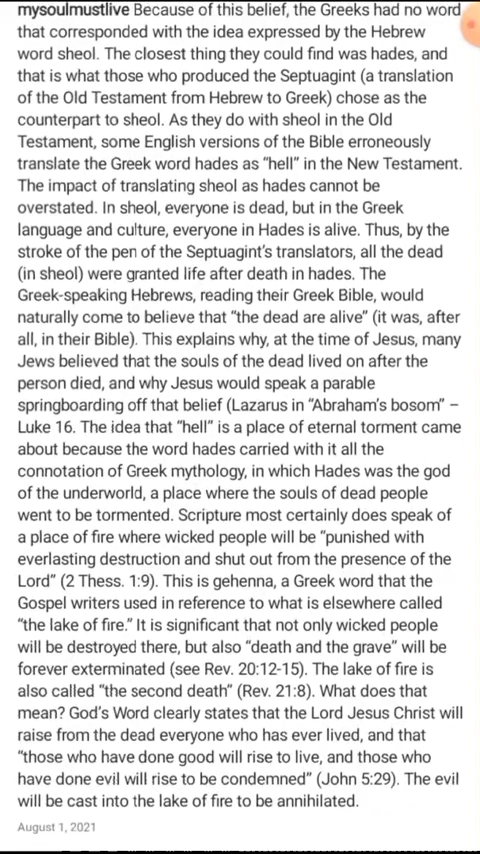 mysoulmustlive Because of this belief, the Greeks had no word
that corresponded with the idea expressed by the Hebrew
word sheol. The closest thing they could find was hades, and
that is what those who produced the Septuagint (a translation
of the Old Testament from Hebrew to Greek) chose as the
counterpart to sheol. As they do with sheol in the Old
Testament, some English versions of the Bible erroneously
translate the Greek word hades as “hell” in the New Testament.
The impact of translating sheol as hades cannot be
overstated. In sheol, everyone is dead, but in the Greek
language and culture, everyone in Hades is alive. Thus, by the
stroke of the pen of the Septuagint’s translators, all the dead
(in sheol) were granted life after death in hades. The
Greek-speaking Hebrews, reading their Greek Bible, would
naturally come to believe that “the dead are alive” (it was, after
all, in their Bible). This explains why, at the time of Jesus, many
Jews believed that the souls of the dead lived on after the
person died, and why Jesus would speak a parable
springboarding off that belief (Lazarus in “Abraham’s bosom” –
Luke 16. The idea that “hell” is a place of eternal torment came
about because the word hades carried with it all the
connotation of Greek mythology, in which Hades was the god
of the underworld, a place where the souls of dead people
went to be tormented. Scripture most certainly does speak of
a place of fire where wicked people will be “punished with
everlasting destruction and shut out from the presence of the
Lord” (2 Thess. 1:9). This is gehenna, a Greek word that the
Gospel writers used in reference to what is elsewhere called
“the lake of fire.” It is significant that not only wicked people
will be destroyed there, but also “death and the grave” will be
forever exterminated (see Rev. 20:12-15). The lake of fire is
also called “the second death” (Rev. 21:8). What does that
mean? God’s Word clearly states that the Lord Jesus Christ will
raise from the dead everyone who has ever lived, and that
“those who have done good will rise to live, and those who
have done evil will rise to be condemned” (John 5:29). The evil
will be cast into the lake of fire to be annihilated.
August 1, 2021